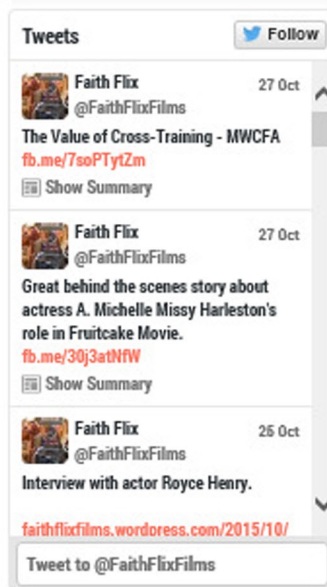 Tweets
Follow
Faith Flix
27 Oct
@FaithFlixFilms
The Value of Cross-Training - MWCFA
fb.me/7soPTytZm
Show Summary
Faith Flix
27 Oct
@FaithFlixFilms
Great behind the scenes story about
actress A. Michelle Missy Harleston's
role in Fruitcake Movie.
fb.me/30j3atNfW
Show Summary
Faith Flix
25 Oct
@FaithFlixFilms
Interview with actor Royce Henry.
faithflixfilms.wordpress.com/2015/10/
Tweet to @FaithFlixFilms